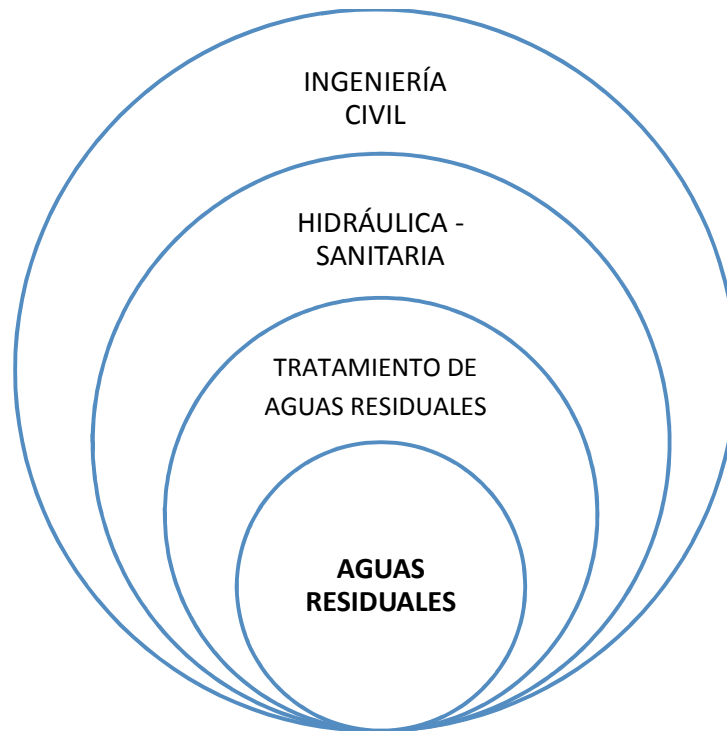 INGENIERÍA
CIVIL
HIDRÁULICA -
SANITARIA
TRATAMIENTO DE
AGUAS RESIDUALES
AGUAS
RESIDUALES